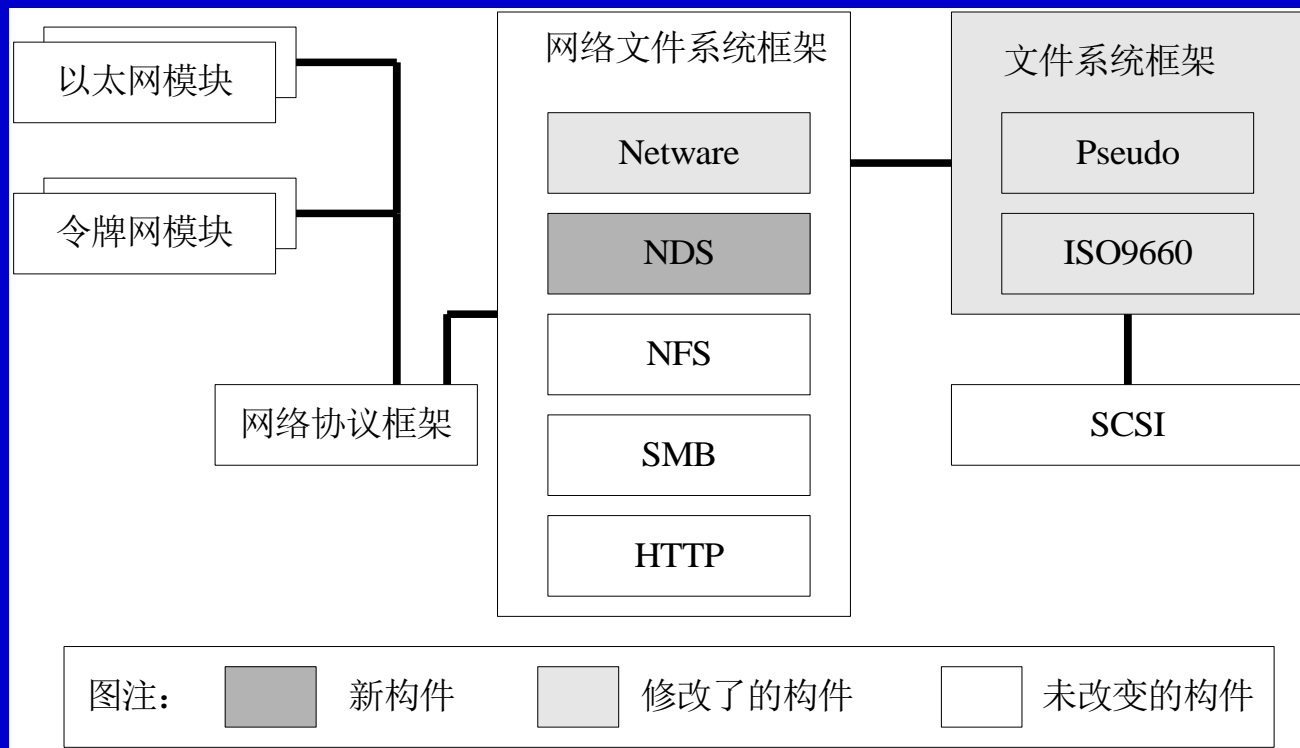 以太网模块
令牌网模块
网络协议框架
网络文件系统框架
Netware
NDS
NFS
SMB
HTTP
文件系统框架
Pseudo
ISO9660
SCSI
图注：
新构件
修改了的构件
未改变的构件